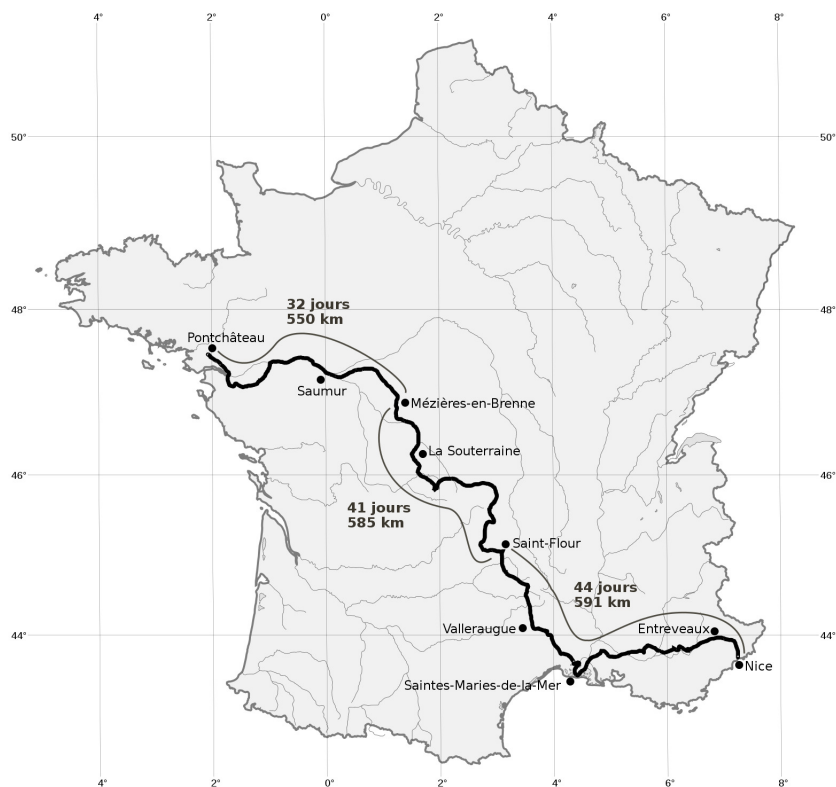 4°
2°
0°
2°
4°
6°
8°
50°
50°
48°
48°
32 jours
550 km
Pontchâteau
Saumur
Mézières-en-Brenne
La Souterraine
46°
46°
41 jours
585 km
Saint-Flour
44 jours
591 km
Valleraugue
Entreveaux
44°
44°
Nice
Saintes-Maries-de-la-Mer
4°
2°
0°
2°
4°
6°
8°